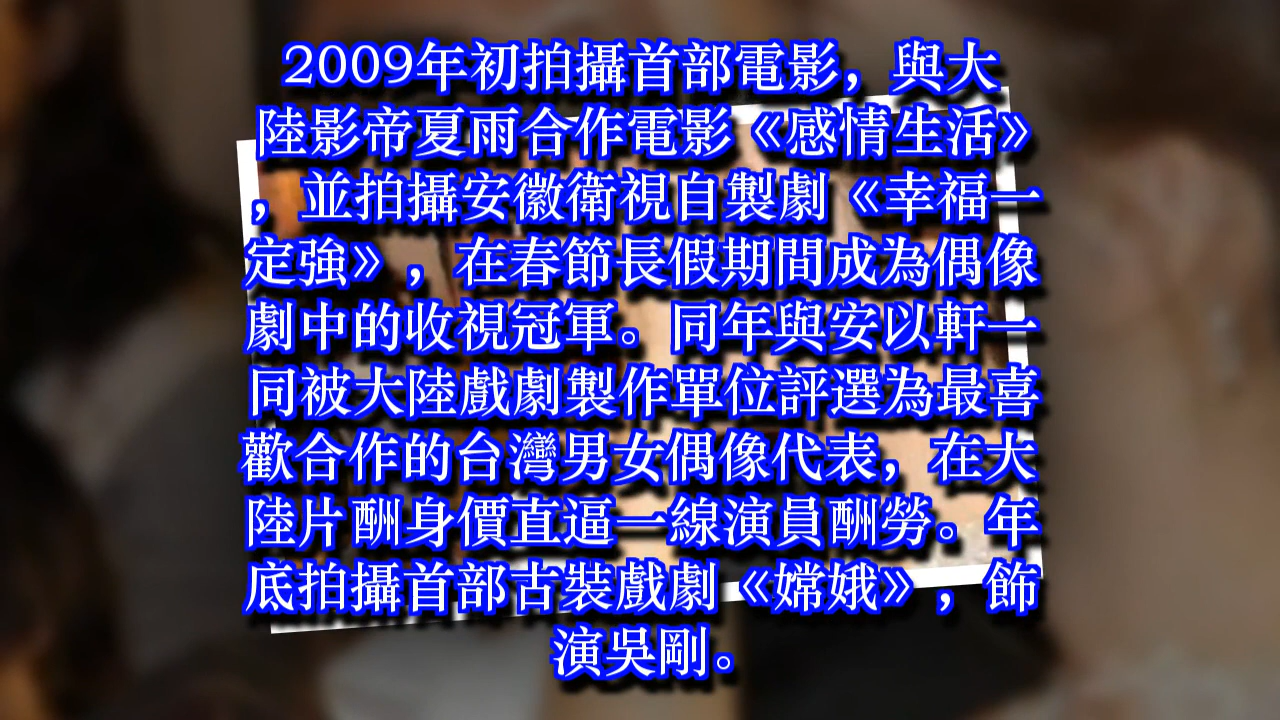 2009年初拍攝首部電影，與大
陸影帝夏雨合作電影《感情生活》
，並拍攝安徽衛視自製劇《幸福一
定強》，在春節長假期間成為偶像
劇中的收視冠軍。同年與安以軒一
同被大陸戲劇製作單位評選為最喜
歡合作的台灣男女偶像代表，在大
陸片酬身價直逼一線演員酬勞。年
底拍攝首部古裝戲劇《嫦娥》，飾
演吳剛。